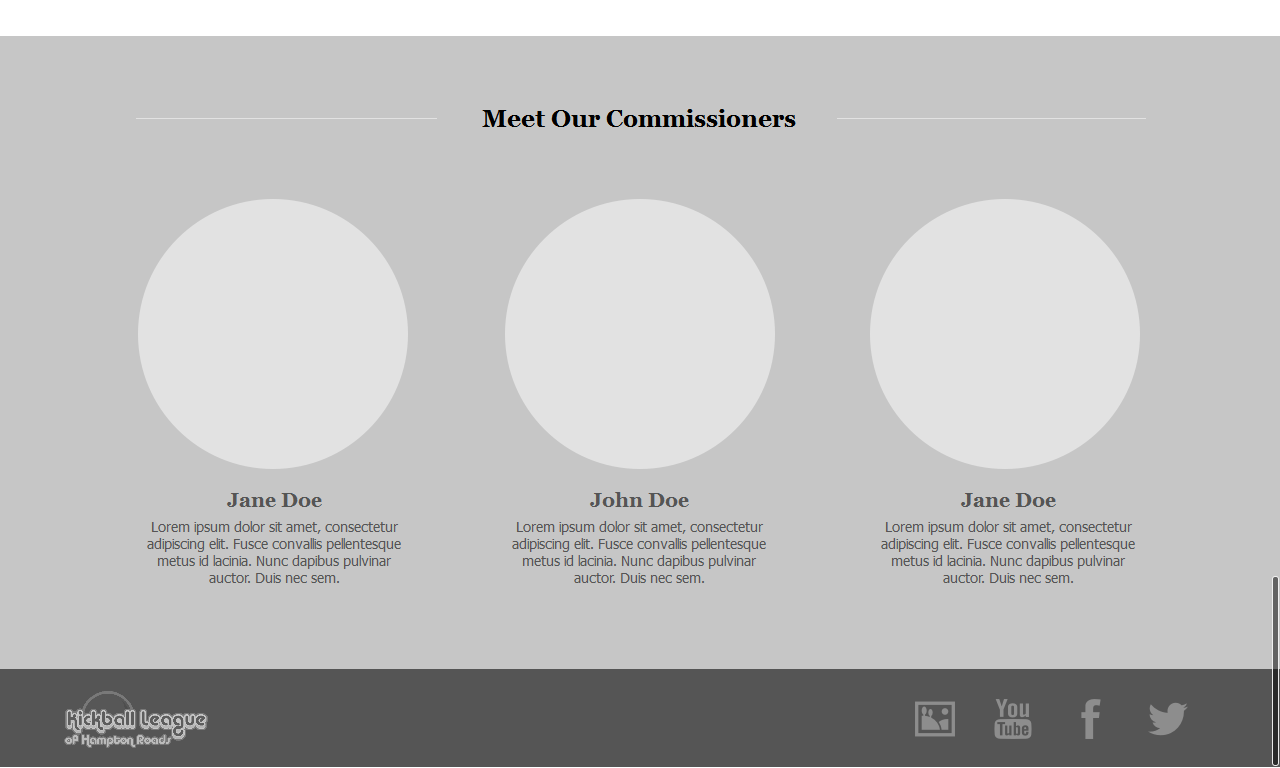 Meet Our Commissioners
Jane Doe
Lorem ipsum dolor sit amet, consectetur
adipiscing elit. Fusce convallis pellentesque
metus id lacinia. Nunc dapibus pulvinar
auctor. Duis nec sem.
John Doe
Lorem ipsum dolor sit amet, consectetur
adipiscing elit. Fusce convallis pellentesque
metus id lacinia. Nunc dapibus pulvinar
auctor. Duis nec sem.
Jane Doe
Lorem ipsum dolor sit amet, consectetur
adipiscing elit. Fusce convallis pellentesque
metus id lacinia. Nunc dapibus pulvinar
auctor. Duis nec sem.
Kickball League
of Hampton Roads
You
Tube